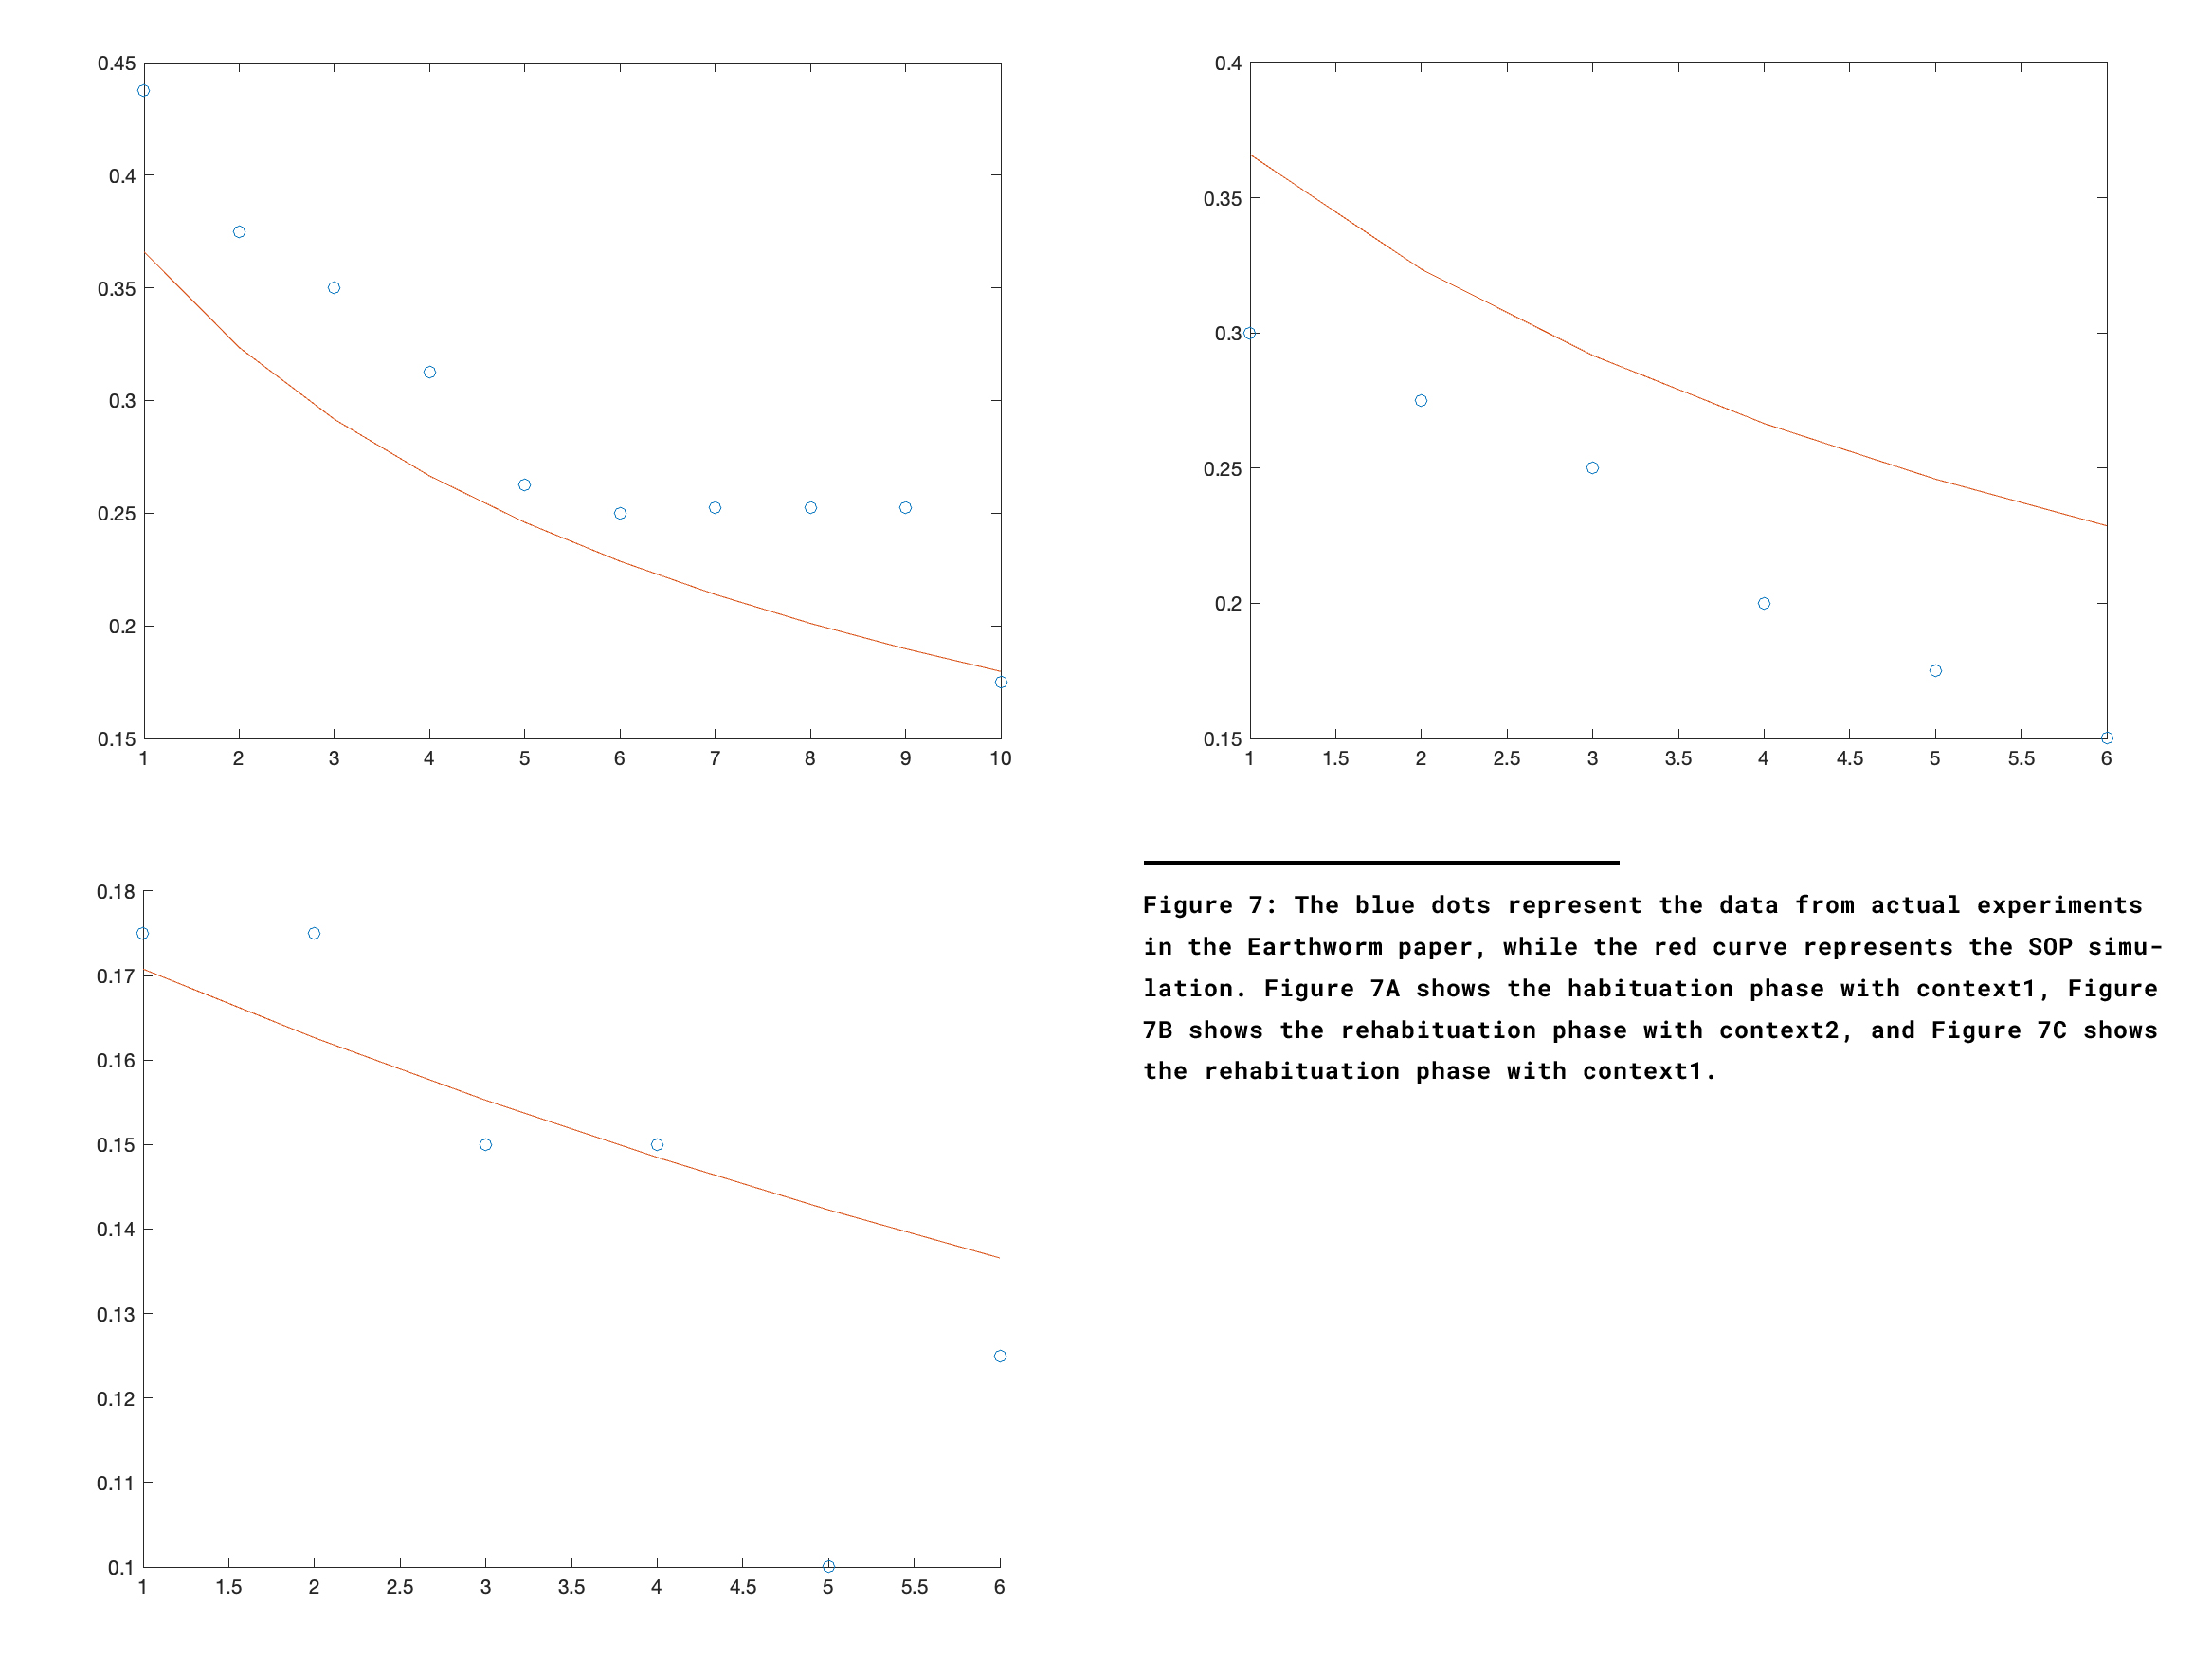 0.45
0.4
0.35
0.3
0.25
0.2
0.15
1 2 3 4 5 6 7 8 9 10
0.4
0.35
0.3
0.25
0.2
0.15
1 1.5 2 2.5 3 3.5 4 4.5 5 5.5 6
0.18
0.17
0.16
0.15
0.14
0.13
0.12
0.11
0.1
1 1.5 2 2.5 3 3.5 4 4.5 5 5.5 6
Figure 7: The blue dots represent the data from actual experiments
in the Earthworm paper, while the red curve represents the SOP simu-
lation. Figure 7A shows the habituation phase with context1, Figure
7B shows the rehabituation phase with context2, and Figure 7C shows
the rehabituation phase with context1.